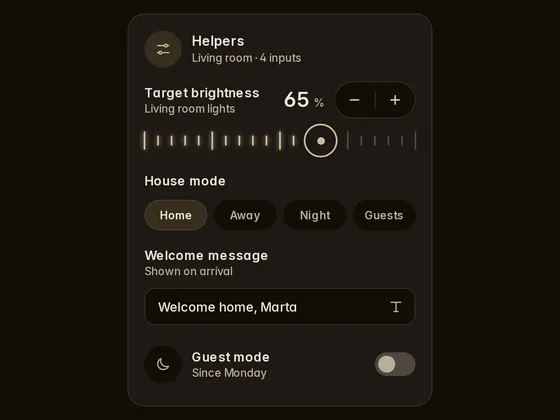 Helpers
Living room · 4 inputs
Target brightness
Living room lights
65 %
− +
House mode
Home Away Night Guests
Welcome message
Shown on arrival
Welcome home, Marta
Guest mode
Since Monday